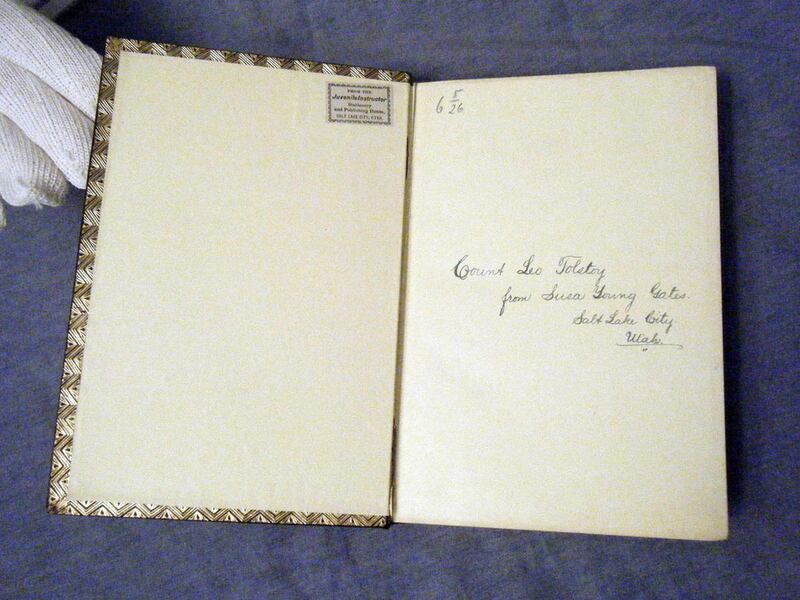 FROM THE
Juvenile Instructor
Stationery
and Publishing House,
SALT LAKE CITY, UTAH.
6 5/26
Count Leo Tolstoy
from Susa Young Gates.
Salt Lake City
Utah.